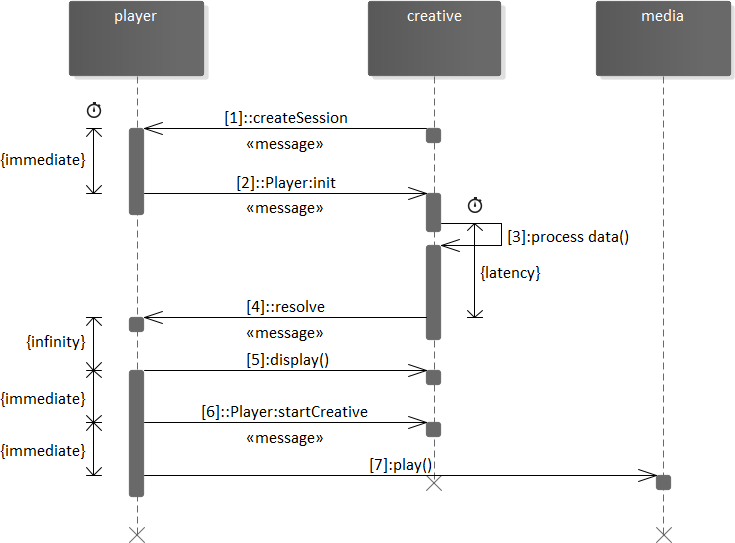 player
creative
media
[1]::createSession
«message»
{immediate}
[2]::Player:init
«message»
[3]:process data()
{latency}
[4]::resolve
«message»
{infinity}
[5]:display()
{immediate}
[6]::Player:startCreative
«message»
{immediate}
[7]:play()